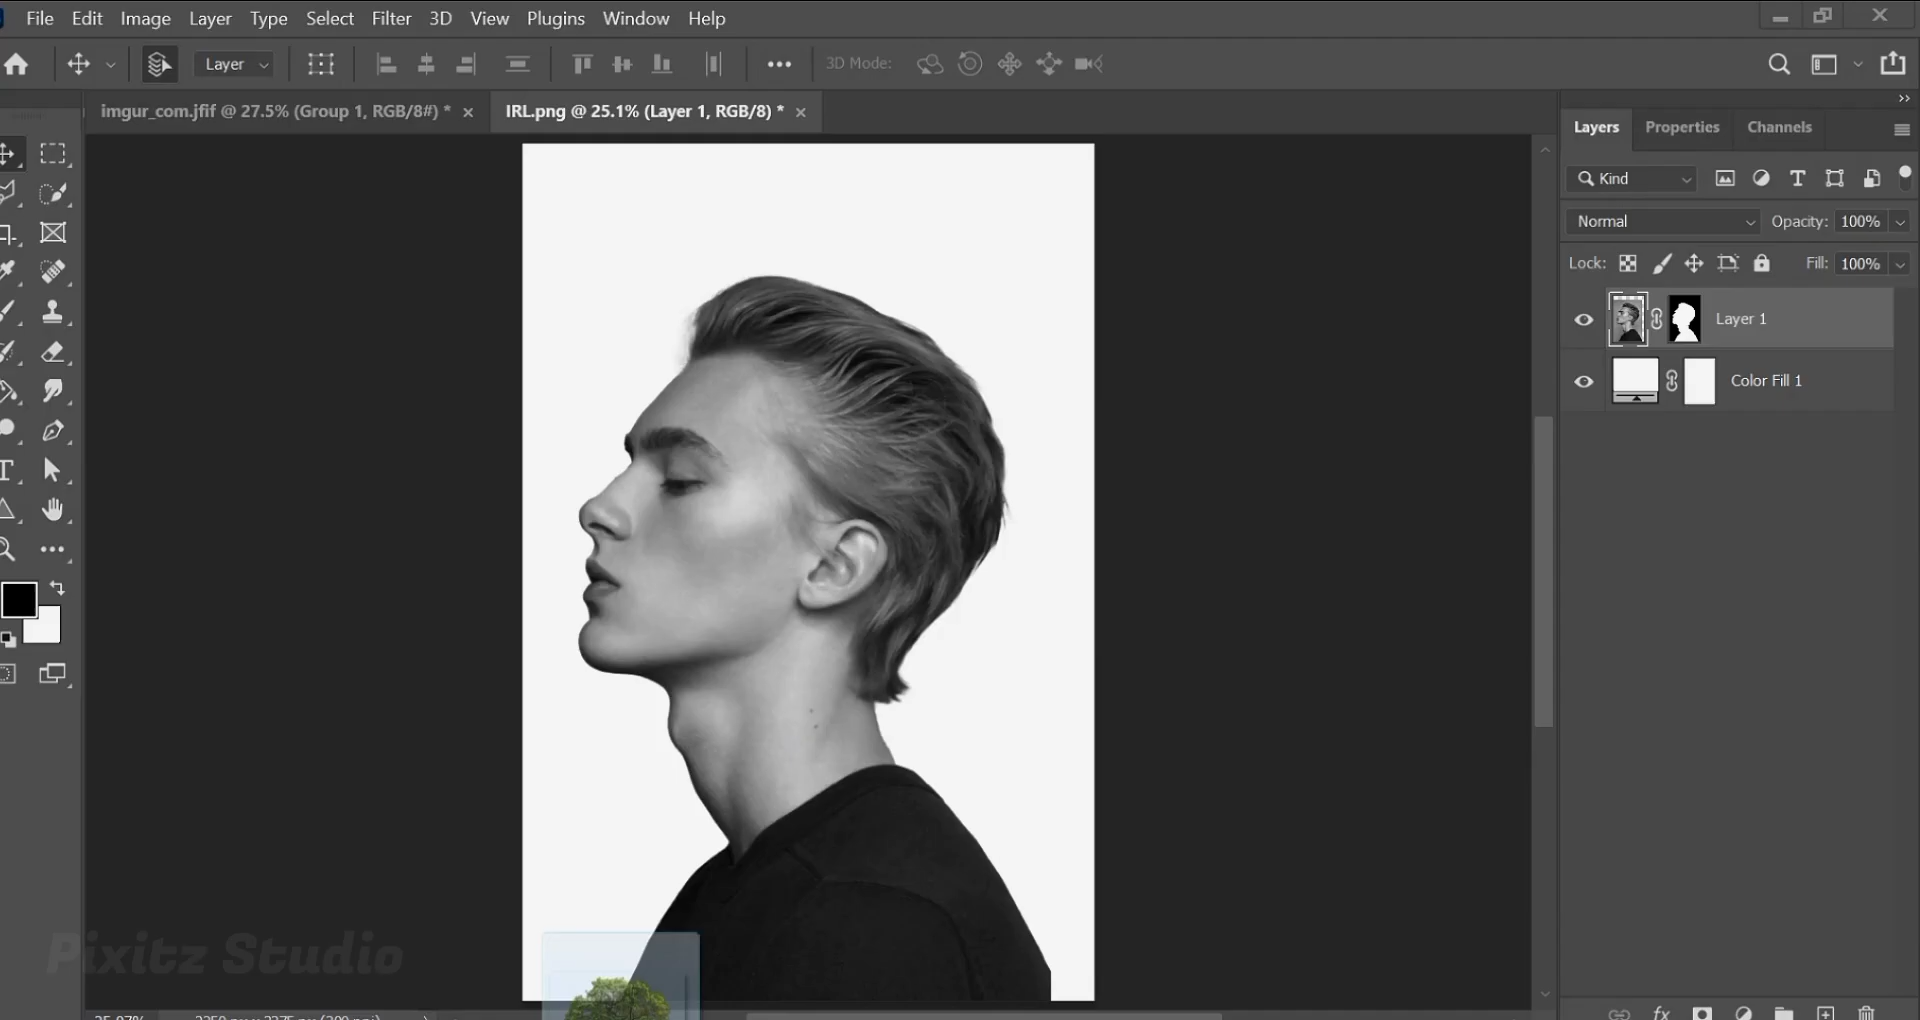 File Edit Image Layer Type Select Filter 3D View Plugins Window Help
Layer 3D Mode:
imgur_com.jfif @ 27.5% (Group 1, RGB/8#) * × IRL.png @ 25.1% (Layer 1, RGB/8) * ×
Layers Properties Channels
Kind
Normal Opacity: 100%
Lock: Fill: 100%
Layer 1
Color Fill 1
Pixitz Studio
fx